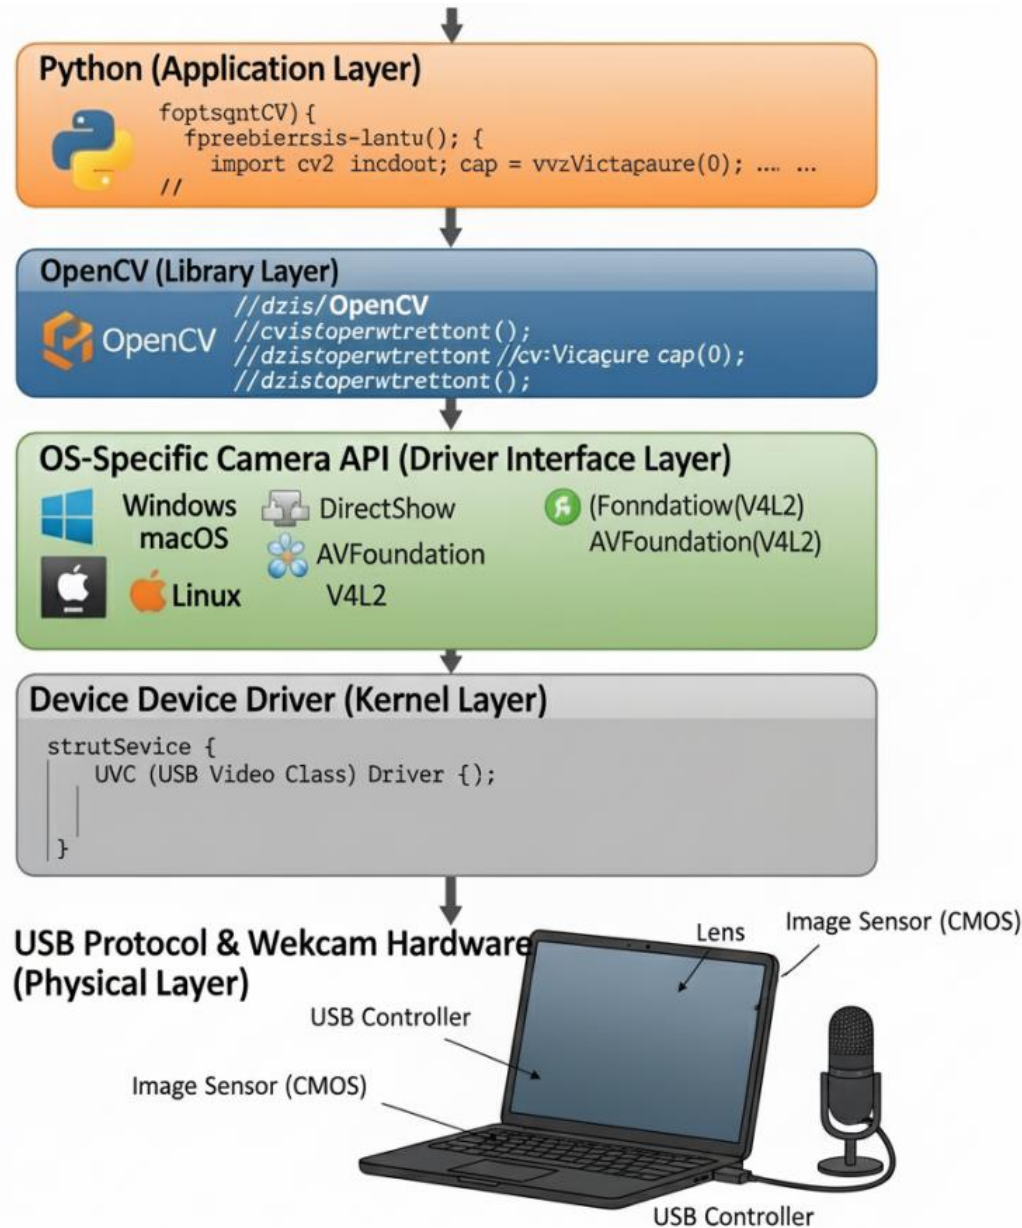 Python (Application Layer)
foptsqntCV) {
fpreebierrsis-lantu(); {
import cv2 incdout; cap = vvzVictapaure(0); .... ...
//
OpenCV (Library Layer)
//dzis/OpenCV
OpenCV
//cvistoperwtrettont();
//dzistoperwtrettont //cv:Vicaçure cap(0);
//dzistoperwtrettont();
OS-Specific Camera API (Driver Interface Layer)
Windows
macOS
Linux
DirectShow
AVFoundation
V4L2
(Fonndatiow(V4L2)
AVFoundation(V4L2)
Device Device Driver (Kernel Layer)
strutSevice {
UVC (USB Video Class) Driver {};
}
USB Protocol & Wekcam Hardware
(Physical Layer)
Lens
Image Sensor (CMOS)
USB Controller
Image Sensor (CMOS)
USB Controller